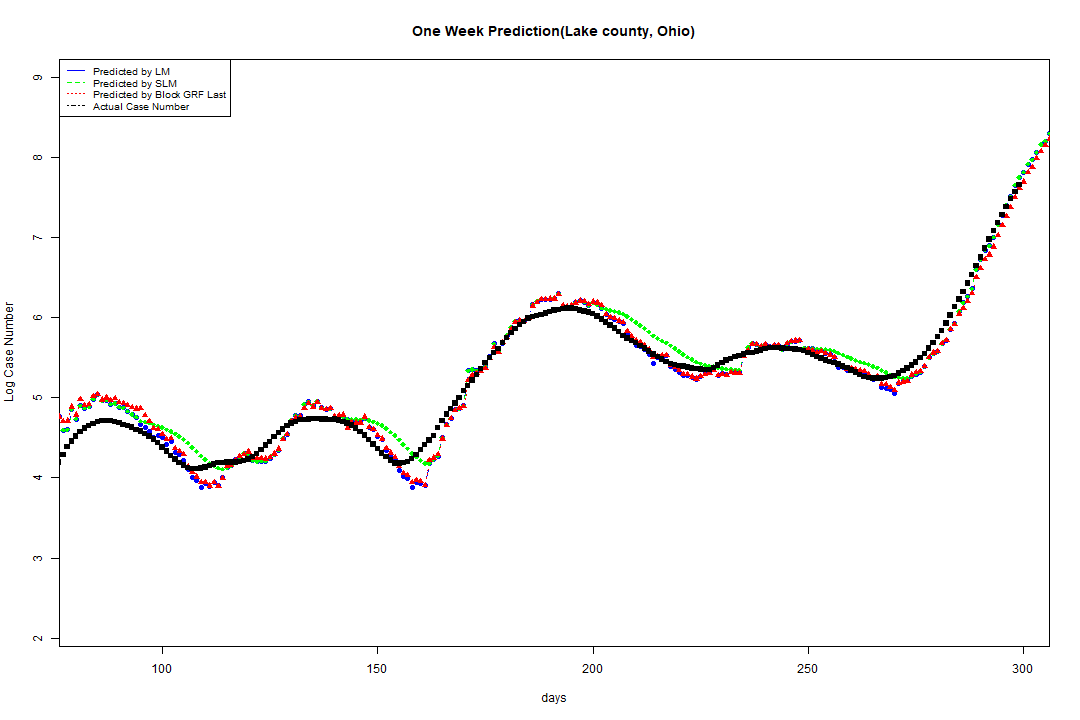 One Week Prediction(Lake county, Ohio)
Predicted by LM
Predicted by SLM
Predicted by Block GRF Last
Actual Case Number
Log Case Number
9
8
7
6
5
4
3
2
100 150 200 250 300
days